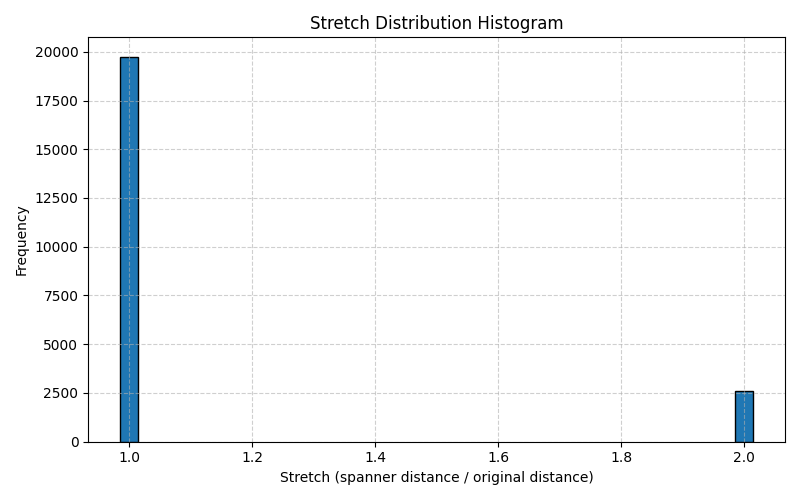 Stretch Distribution Histogram
20000
17500
15000
12500
10000
7500
5000
2500
0
Frequency
1.0 1.2 1.4 1.6 1.8 2.0
Stretch (spanner distance / original distance)